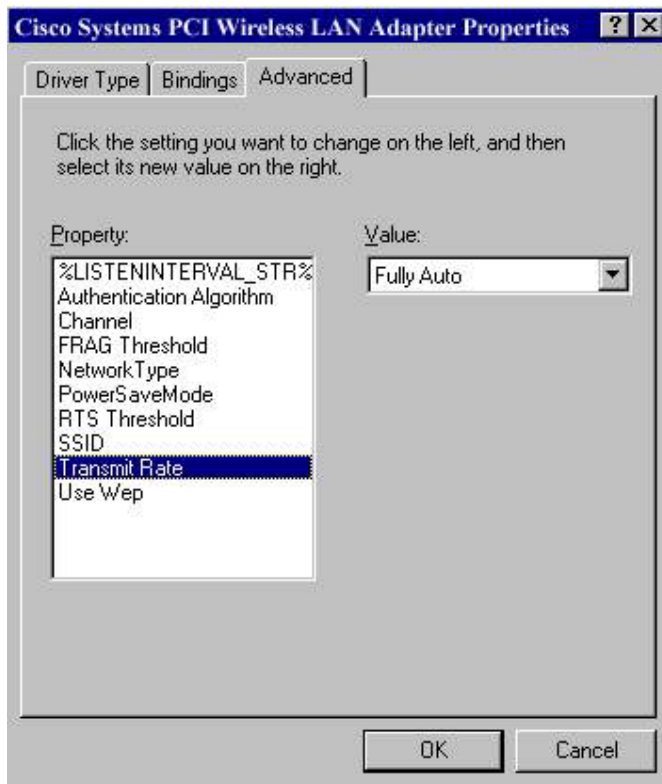 Cisco Systems PCI Wireless LAN Adapter Properties
Driver Type
Bindings
Advanced
Click the setting you want to change on the left, and then
select its new value on the right.
Property:
%LISTENINTERVAL_STR%
Authentication Algorithm
Channel
FRAG Threshold
NetworkType
PowerSaveMode
RTS Threshold
SSID
Transmit Rate
Use Wep
Value:
Fully Auto
OK
Cancel